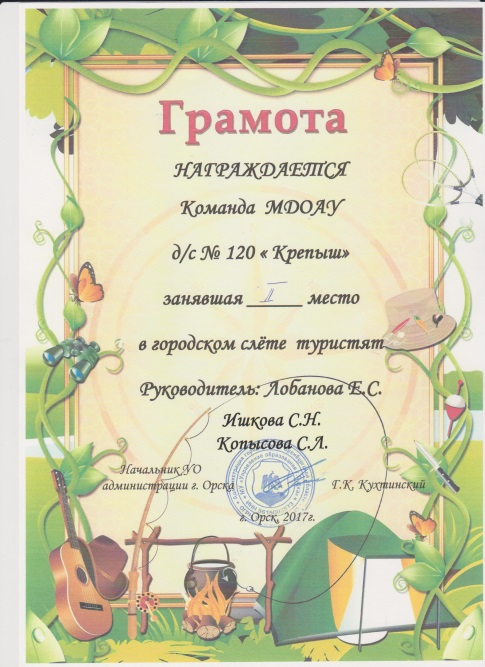 Грамота
НАГРАЖДАЕТСЯ
Команда МДОАУ
д/с № 120 « Крепыш»
занявшая II место
в городском слёте туристят
Руководитель: Лобанова Е.С.
Ишкова С.Н.
Копысова С.Л.
Начальник УО
администрации г. Орска
Г.К. Кухтинский
г. Орск, 2017г.